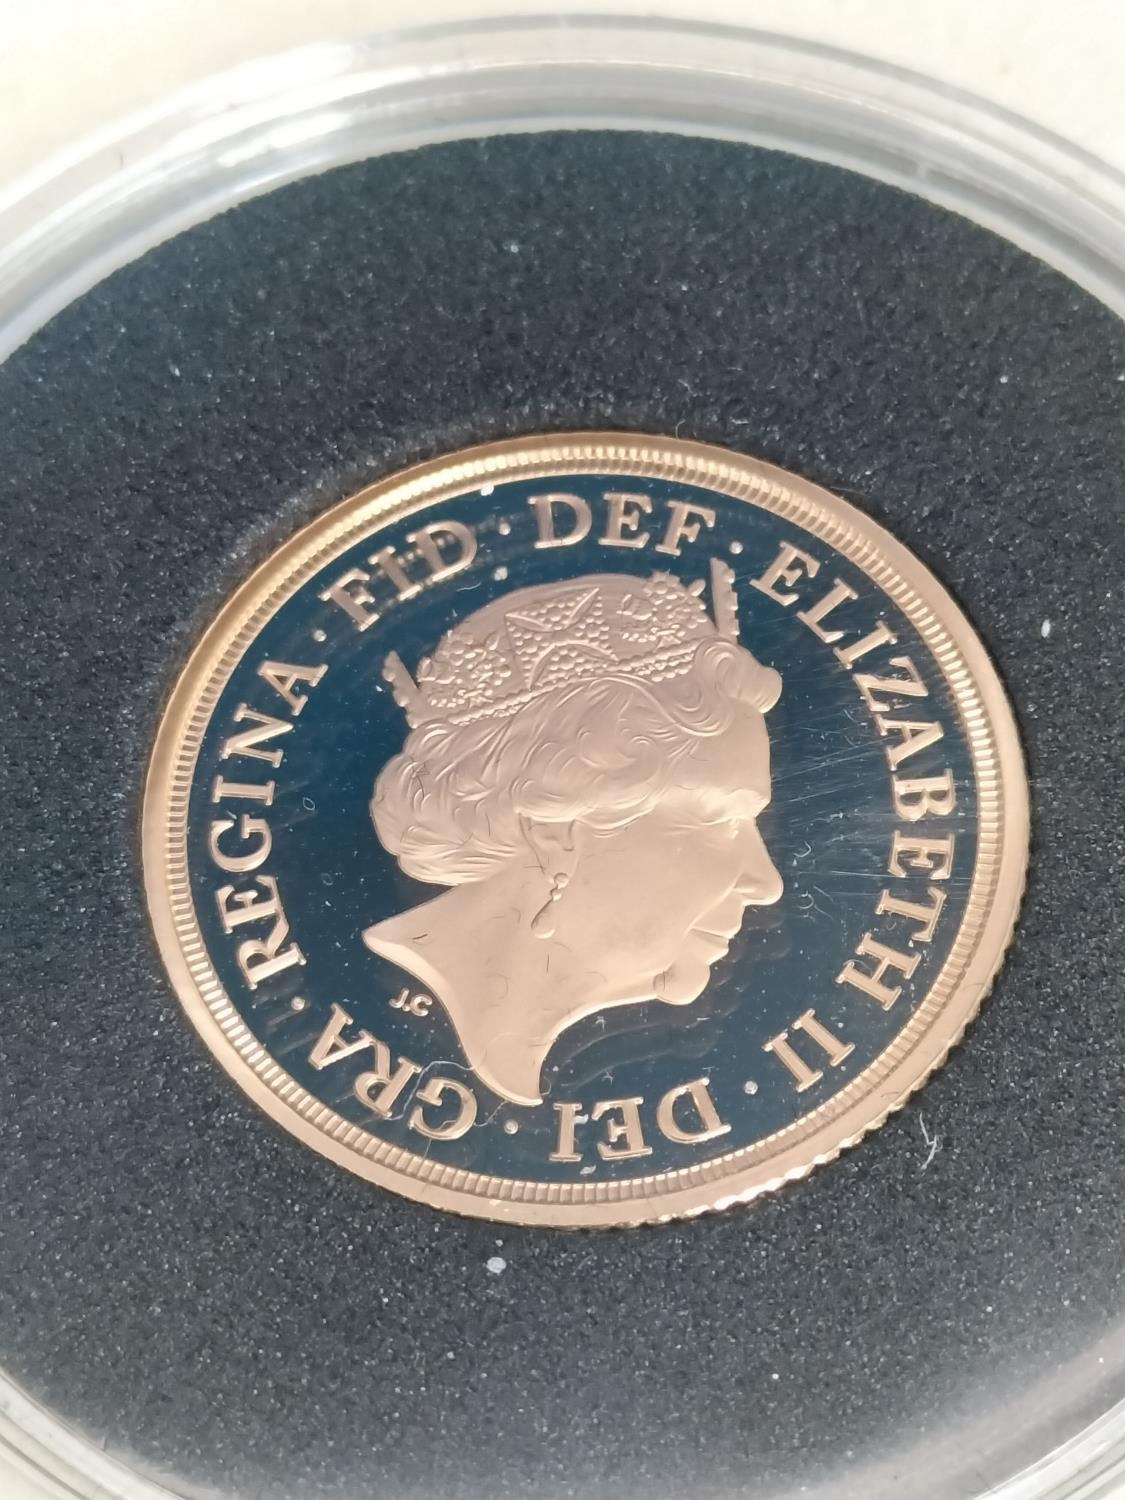 ELIZABETH II · DEI · GRA · REGINA · FID · DEF ·
JC